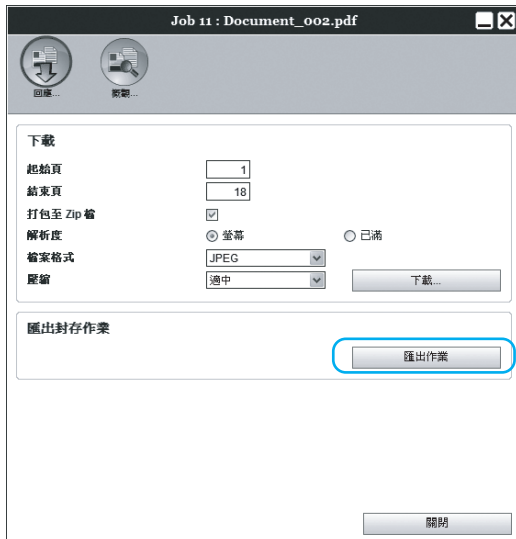 Job 11 : Document_002.pdf
回應... 概觀...
下載
起始頁 1
結束頁 18
打包至 Zip 檔
解析度 螢幕 已滿
檔案格式 JPEG
壓縮 適中 下載...
匯出封存作業
匯出作業
關閉